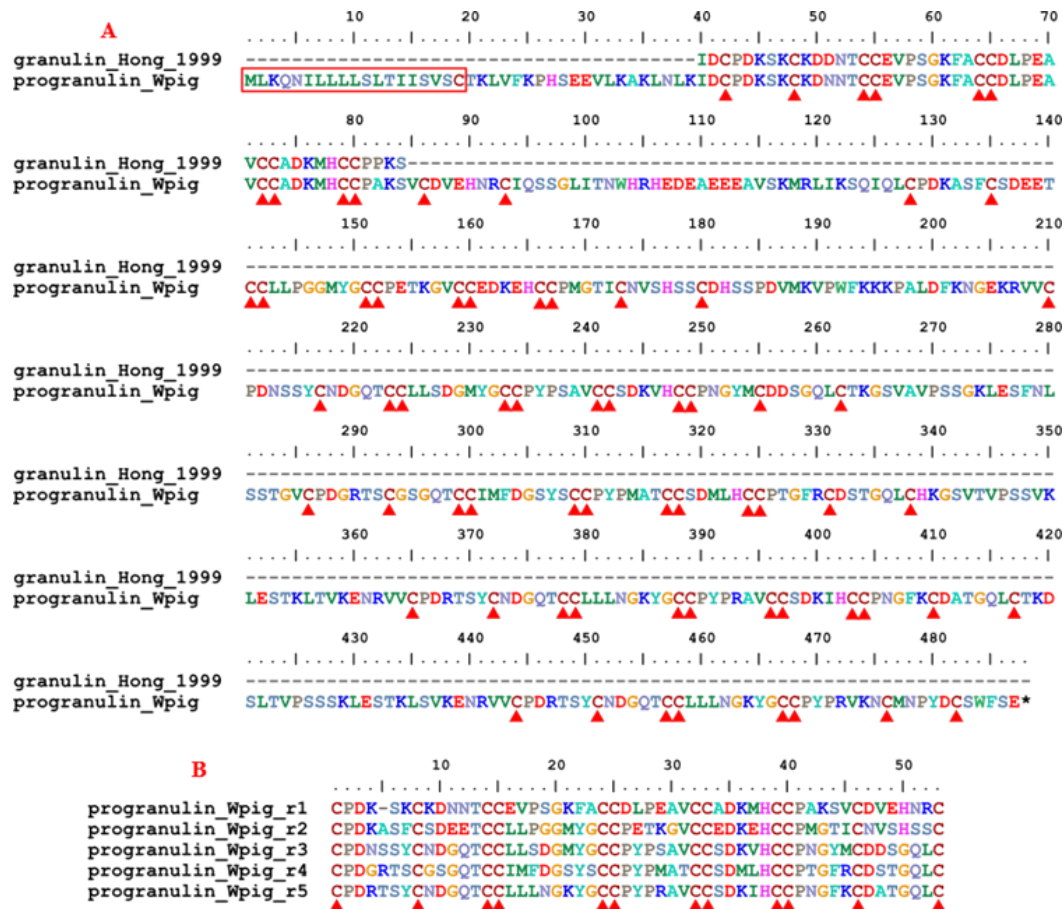 A
10 20 30 40 50 60 70
granulin_Hong_1999 ---------------------------------------IDCPDKSKCKDDNTCCEVPSGKFACCDLPEA
progranulin_Wpig MLKQNILLLLSLTIISVSCTKLVFKPHSEEVLKAKLNLKIDCPDKSKCKDNNTCCEVPSGKFACCDLPEA
80 90 100 110 120 130 140
granulin_Hong_1999 VCCADKMHCCPPKS--------------------------------------------------------
progranulin_Wpig VCCADKMHCCPAKSVCDVEHNRCIQSSGLITNWHRHEDEAEEEAVSKMRLIKSQIQLCPDKASFCSDEET
150 160 170 180 190 200 210
granulin_Hong_1999 ----------------------------------------------------------------------
progranulin_Wpig CCLLPGGMYGCCPETKGVCCEDKEHCCPMGTICNVSHSSCDHSSPDVMKVPWFKKKPALDFKNGEKRVVC
220 230 240 250 260 270 280
granulin_Hong_1999 ----------------------------------------------------------------------
progranulin_Wpig PDNSSYCNDGQTCCLLSDGMYGCCPYPSAVCCSDKVHCCPNGYMCDDSGQLCTKGSVAVPSSGKLESFNL
290 300 310 320 330 340 350
granulin_Hong_1999 ----------------------------------------------------------------------
progranulin_Wpig SSTGVCPDGRTSCGSGQTCCIMFDGSYSCCPYPMATCCSDMLHCCPTGFRCDSTGQLCHKGSVTVPSSVK
360 370 380 390 400 410 420
granulin_Hong_1999 ----------------------------------------------------------------------
progranulin_Wpig LESTKLTVKENRVVCPDRTSYCNDGQTCCLLLNGKYGCCPYPRAVCCSDKIHCCPNGFKCDATGQLCTKD
430 440 450 460 470 480
granulin_Hong_1999 --------------------------------------------------------------------
progranulin_Wpig SLTVPSSSKLESTKLSVKENRVVCPDRTSYCNDGQTCCLLLNGKYGCCPYPRVKNCMNPYDCSWFSE*
B
10 20 30 40 50
progranulin_Wpig_r1 CPDK-SKCKDNNTCCEVPSGKFACCDLPEAVCCADKMHCCPAKSVCDVEHNRC
progranulin_Wpig_r2 CPDKASFCSDEETCCLLPGGMYGCCPETKGVCCEDKEHCCPMGTICNVSHSSC
progranulin_Wpig_r3 CPDNSSYCNDGQTCCLLSDGMYGCCPYPSAVCCSDKVHCCPNGYMCDDSGQLC
progranulin_Wpig_r4 CPDGRTSCGSGQTCCIMFDGSYSCCPYPMATCCSDMLHCCPTGFRCDSTGQLC
progranulin_Wpig_r5 CPDRTSYCNDGQTCCLLLNGKYGCCPYPRAVCCSDKIHCCPNGFKCDATGQLC